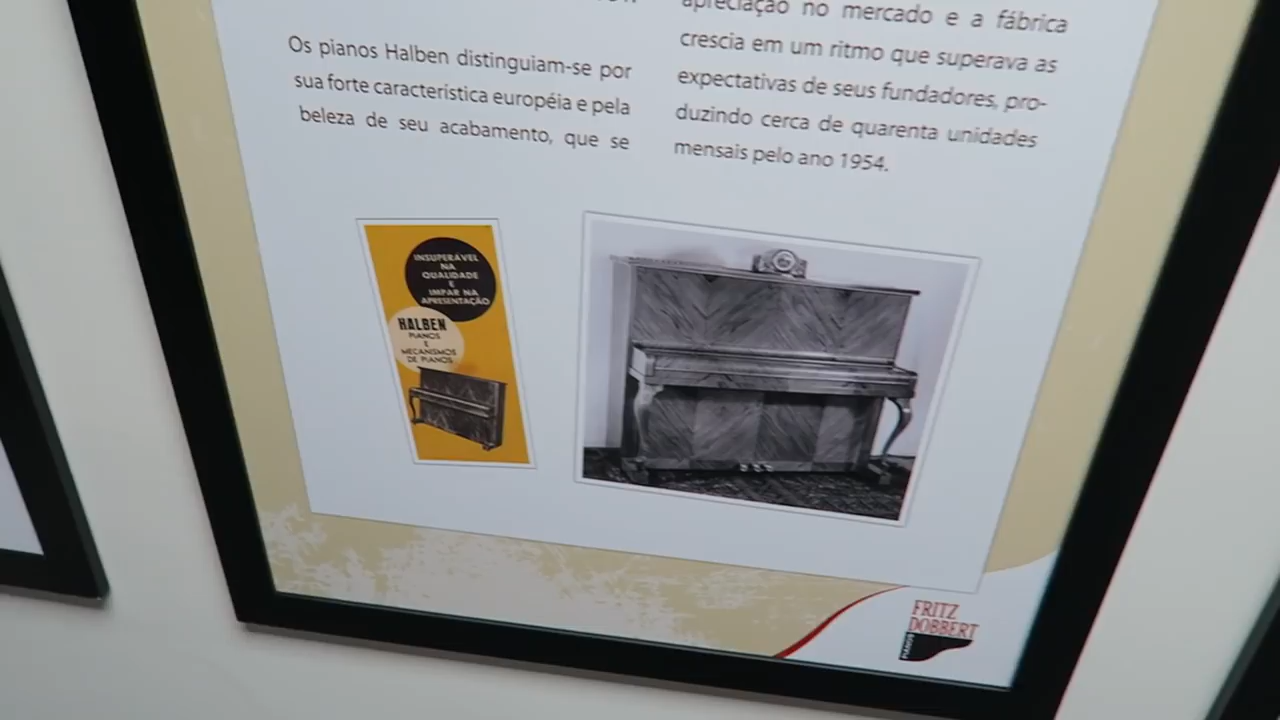 Os pianos Halben distinguiam-se por
sua forte característica européia e pela
beleza de seu acabamento, que se
apreciação no mercado e a fábrica
crescia em um ritmo que superava as
expectativas de seus fundadores, pro-
duzindo cerca de quarenta unidades
mensais pelo ano 1954.
INSUPERÁVEL
NA
QUALIDADE
E
IMPAR NA
APRESENTAÇÃO
HALBEN
PIANOS
E
MECANISMOS
DE PIANOS
FRITZ
DOBBERT
PIANOS